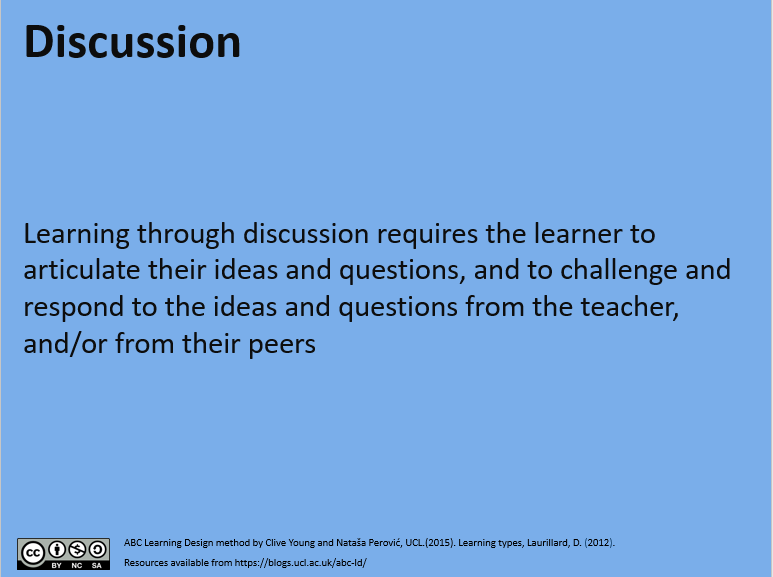 Discussion
Learning through discussion requires the learner to
articulate their ideas and questions, and to challenge and
respond to the ideas and questions from the teacher,
and/or from their peers
cc
BY NC SA
ABC Learning Design method by Clive Young and Nataša Perović, UCL.(2015). Learning types, Laurillard, D. (2012).
Resources available from https://blogs.ucl.ac.uk/abc-ld/